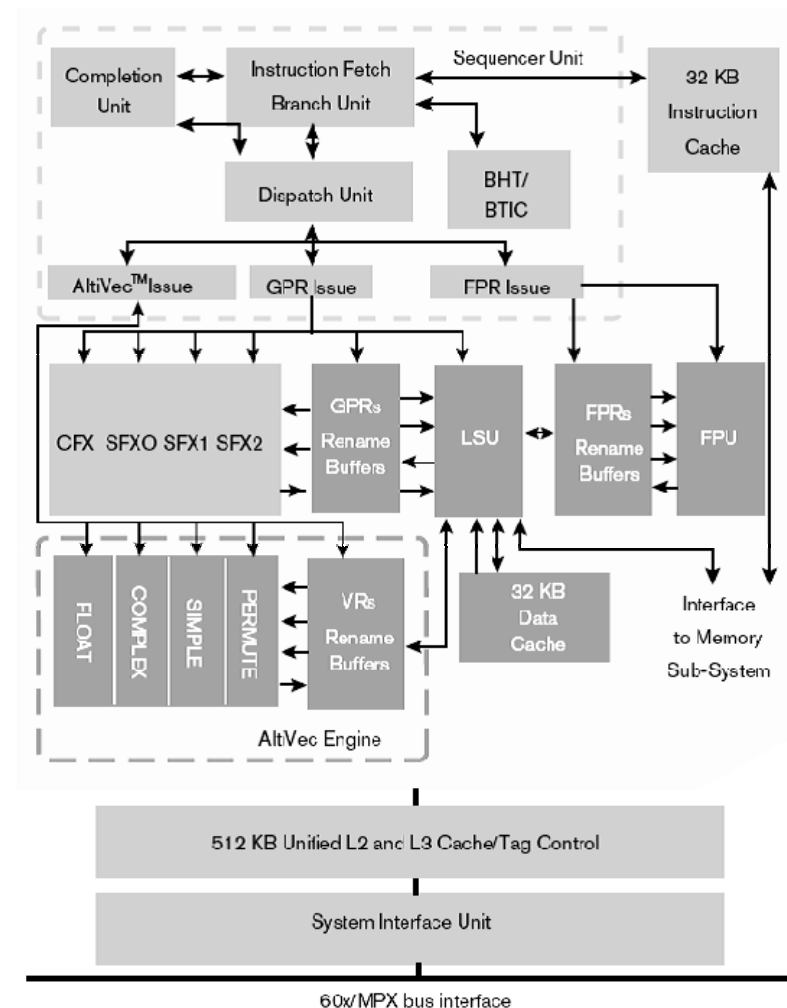 Completion
Unit
Instruction Fetch
Branch Unit
Sequencer Unit
32 KB
Instruction
Cache
Dispatch Unit
BHT/
BTIC
AltiVec™Issue
GPR Issue
FPR Issue
CFX SFX0 SFX1 SFX2
GPRs
Rename
Buffers
LSU
FPRs
Rename
Buffers
FPU
FLOAT
COMPLEX
SIMPLE
PERMUTE
VRs
Rename
Buffers
32 KB
Data
Cache
Interface
to Memory
Sub-System
AltiVec Engine
512 KB Unified L2 and L3 Cache/Tag Control
System Interface Unit
60x/MPX bus interface